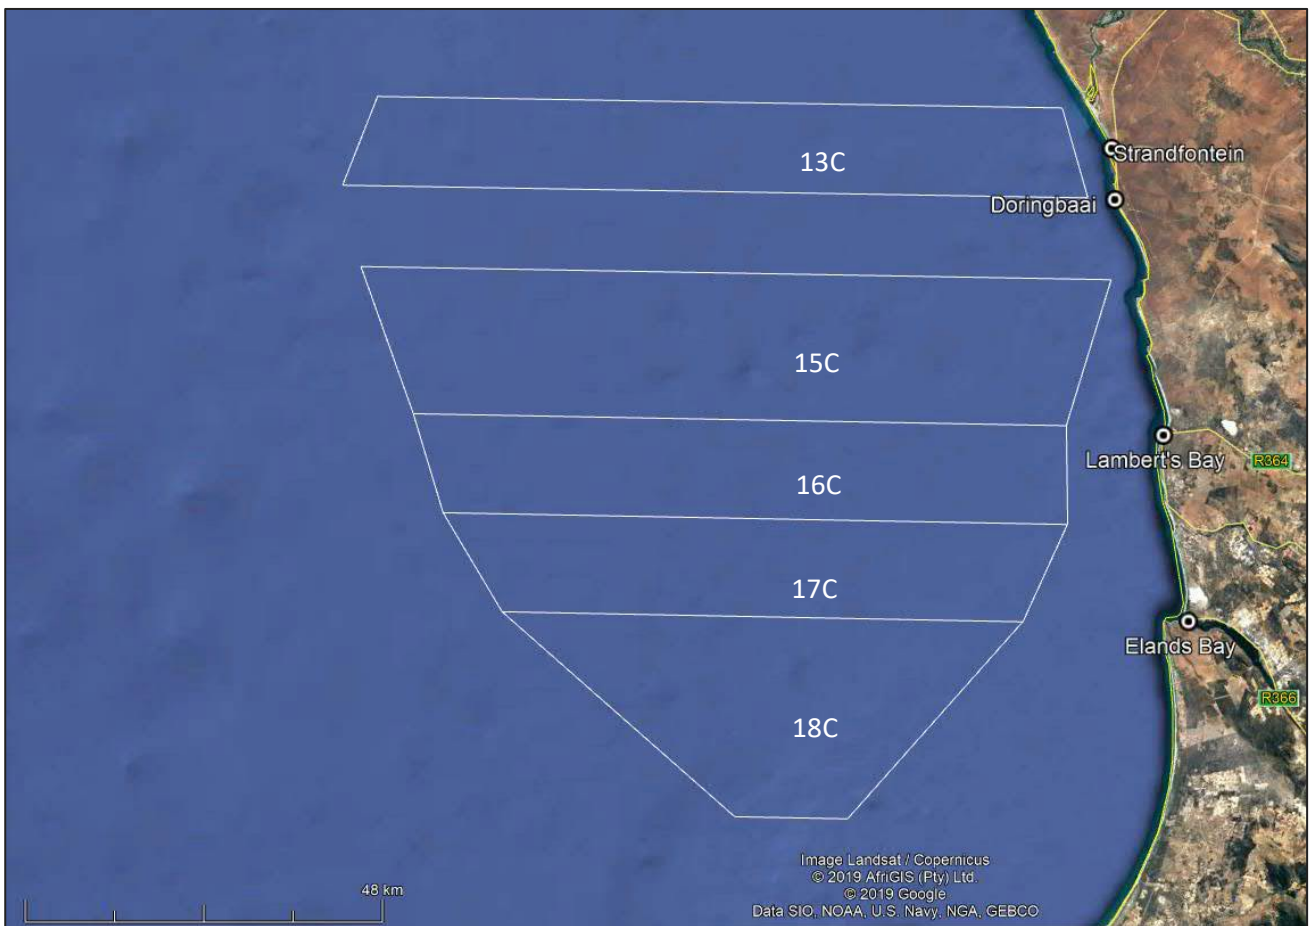 13C
Strandfontein
Doringbaai
15C
Lambert's Bay
R364
16C
17C
Elands Bay
R366
18C
Image Landsat / Copernicus
© 2019 AfriGIS (Pty) Ltd.
© 2019 Google
Data SIO, NOAA, U.S. Navy, NGA, GEBCO
48 km